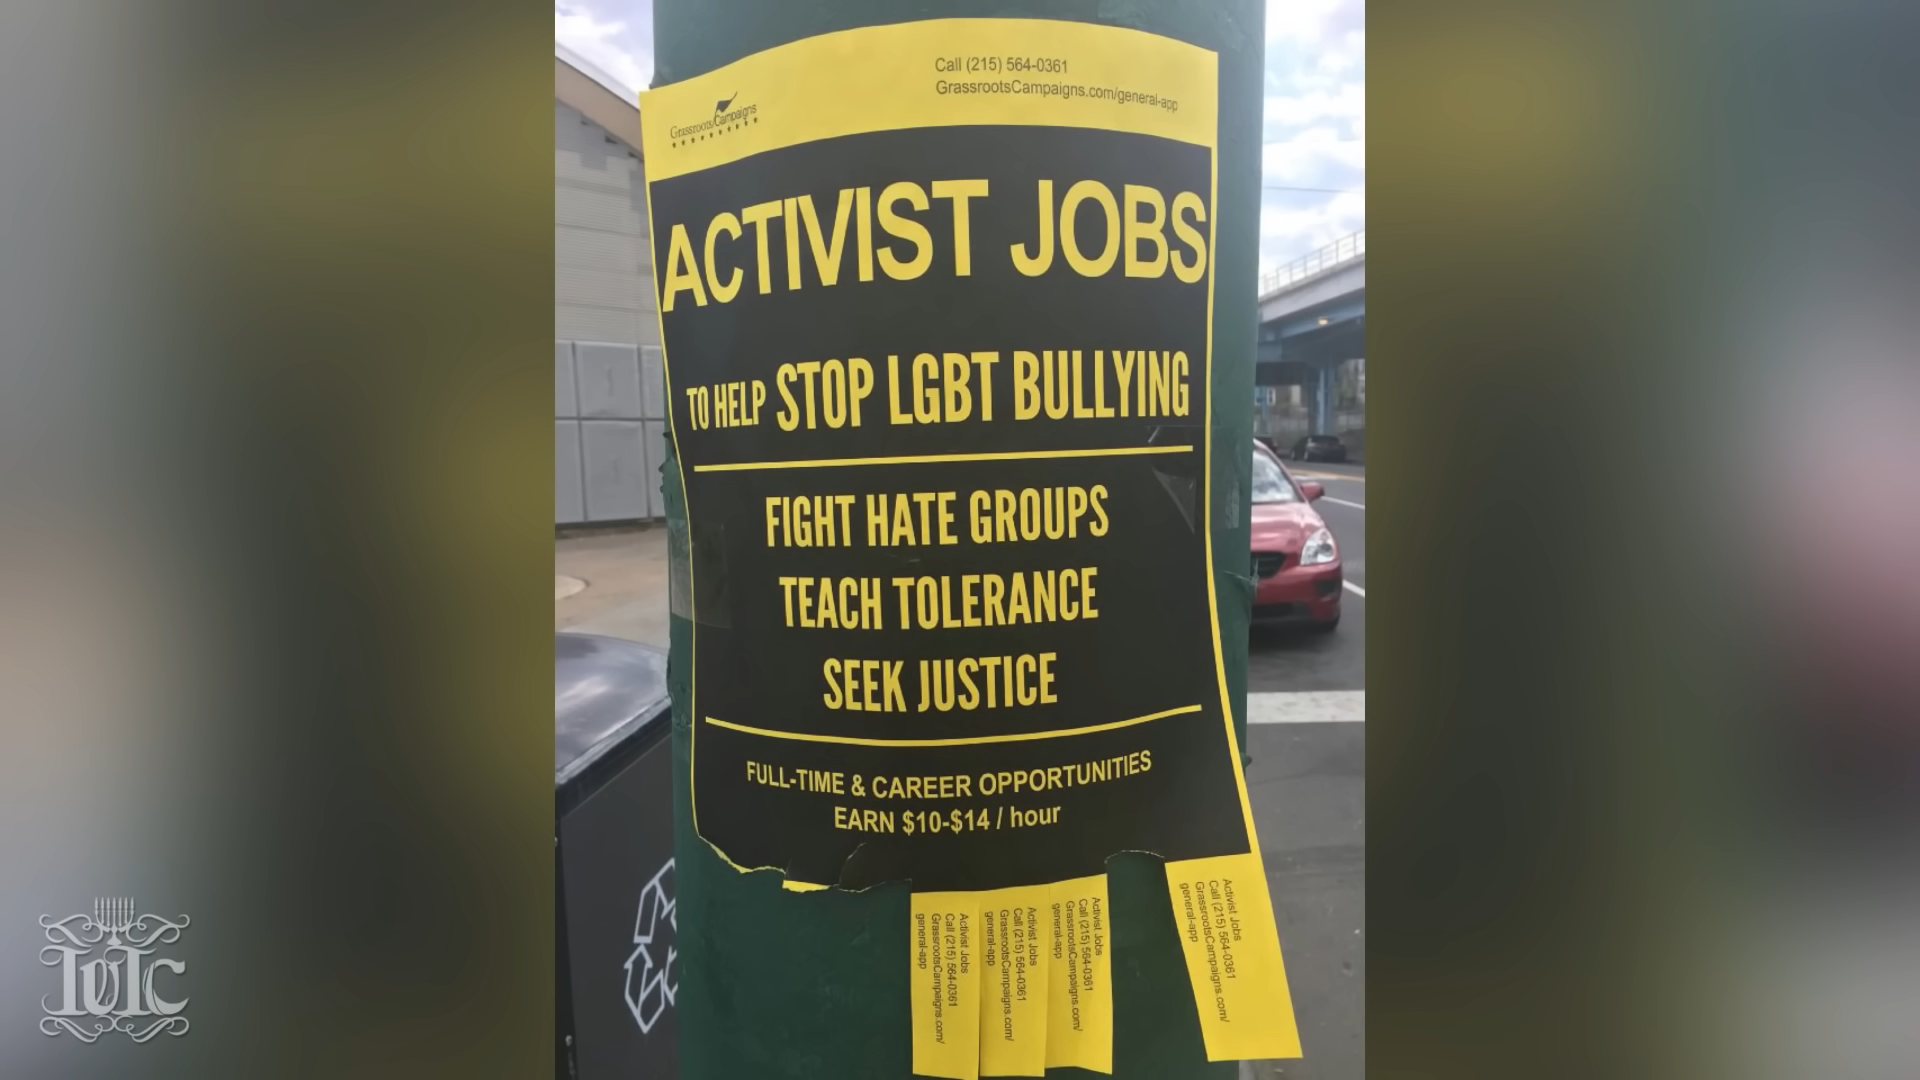 Call (215) 564-0361
GrassrootsCampaigns.com/general-app
GrassrootsCampaigns
ACTIVIST JOBS
TO HELP STOP LGBT BULLYING
FIGHT HATE GROUPS
TEACH TOLERANCE
SEEK JUSTICE
FULL-TIME & CAREER OPPORTUNITIES
EARN $10-$14 / hour
Activist Jobs
Call (215) 564-0361
GrassrootsCampaigns.com/
general-app
Activist Jobs
Call (215) 564-0361
GrassrootsCampaigns.com/
general-app
Activist Jobs
Call (215) 564-0361
GrassrootsCampaigns.com/
general-app
Activist Jobs
Call (215) 564-0361
GrassrootsCampaigns.com/
general-app
IOTC